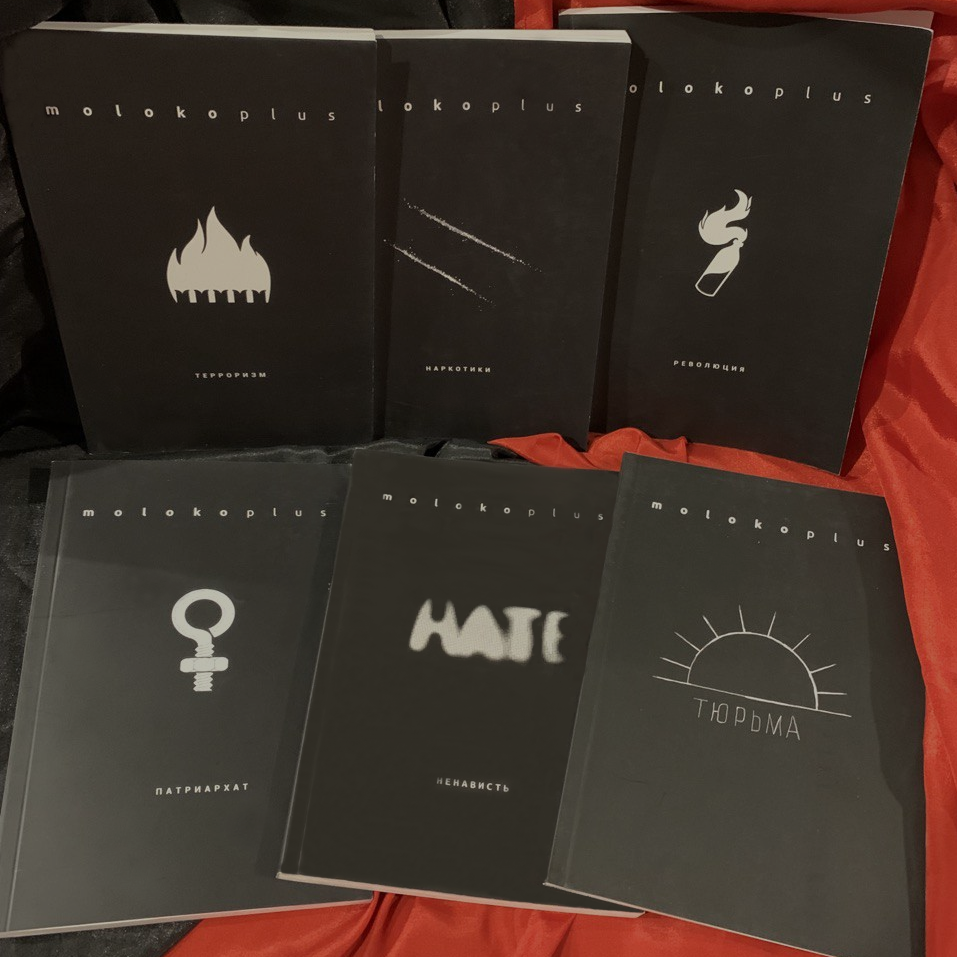 molokoplus
lokoplus
olokoplus
ТЕРРОРИЗМ
НАРКОТИКИ
РЕВОЛЮЦИЯ
molokoplus
molokoplus
molokoplus
HATE
ТЮРЬМА
ПАТРИАРХАТ
НЕНАВИСТЬ